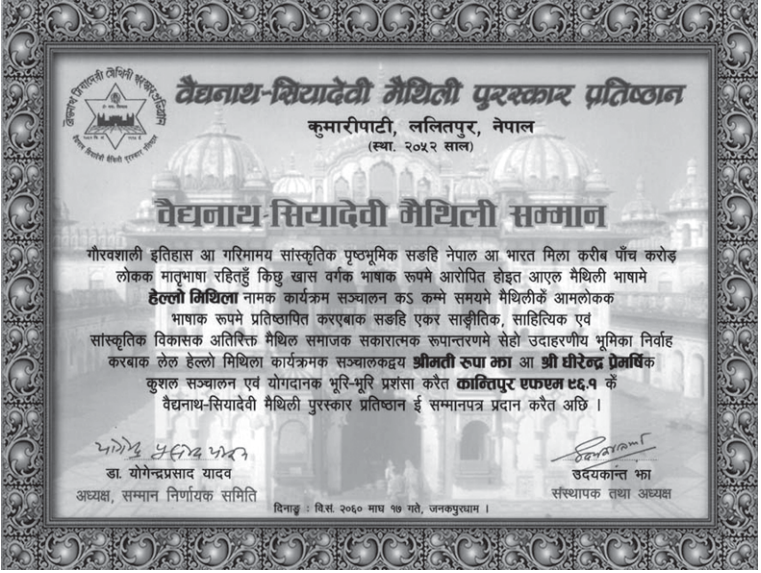 वैद्यनाथ-सियादेवी मैथिली पुरस्कार प्रतिष्ठान
कुमारीपाटी, ललितपुर, नेपाल
(स्था. २०५२ साल)
वैद्यनाथ-सियादेवी मैथिली सम्मान
गौरवशाली इतिहास आ गरिमामय सांस्कृतिक पृष्ठभूमिक सङहि नेपाल आ भारत मिला करीब पाँच करोड़
लोकक मातृभाषा रहितहुँ किछु खास वर्गक भाषाक रूपमे आरोपित होइत आएल मैथिली भाषामे
हेल्लो मिथिला नामक कार्यक्रम सञ्चालन कऽ कम्मे समयमे मैथिलीकेँ आमलोकक
भाषाक रूपमे प्रतिष्ठापित करएबाक सङहि एकर साङ्गीतिक, साहित्यिक एवं
सांस्कृतिक विकासक अतिरिक्त मैथिल समाजक सकारात्मक रूपान्तरणमे सेहो उदाहरणीय भूमिका निर्वाह
करबाक लेल हेल्लो मिथिला कार्यक्रमक सञ्चालकद्वय श्रीमती रुपा झा आ श्री धीरेन्द्र प्रेमर्षिक
कुशल सञ्चालन एवं योगदानक भूरि-भूरि प्रशंसा करैत कान्तिपुर एफएम ९६.१ केँ
वैद्यनाथ-सियादेवी मैथिली पुरस्कार प्रतिष्ठान ई सम्मानपत्र प्रदान करैत अछि ।
डा. योगेन्द्रप्रसाद यादव
अध्यक्ष, सम्मान निर्णायक समिति
उदयकान्त झा
संस्थापक तथा अध्यक्ष
दिनाङ्क : वि.सं. २०६० माघ १७ गते, जनकपुरधाम ।